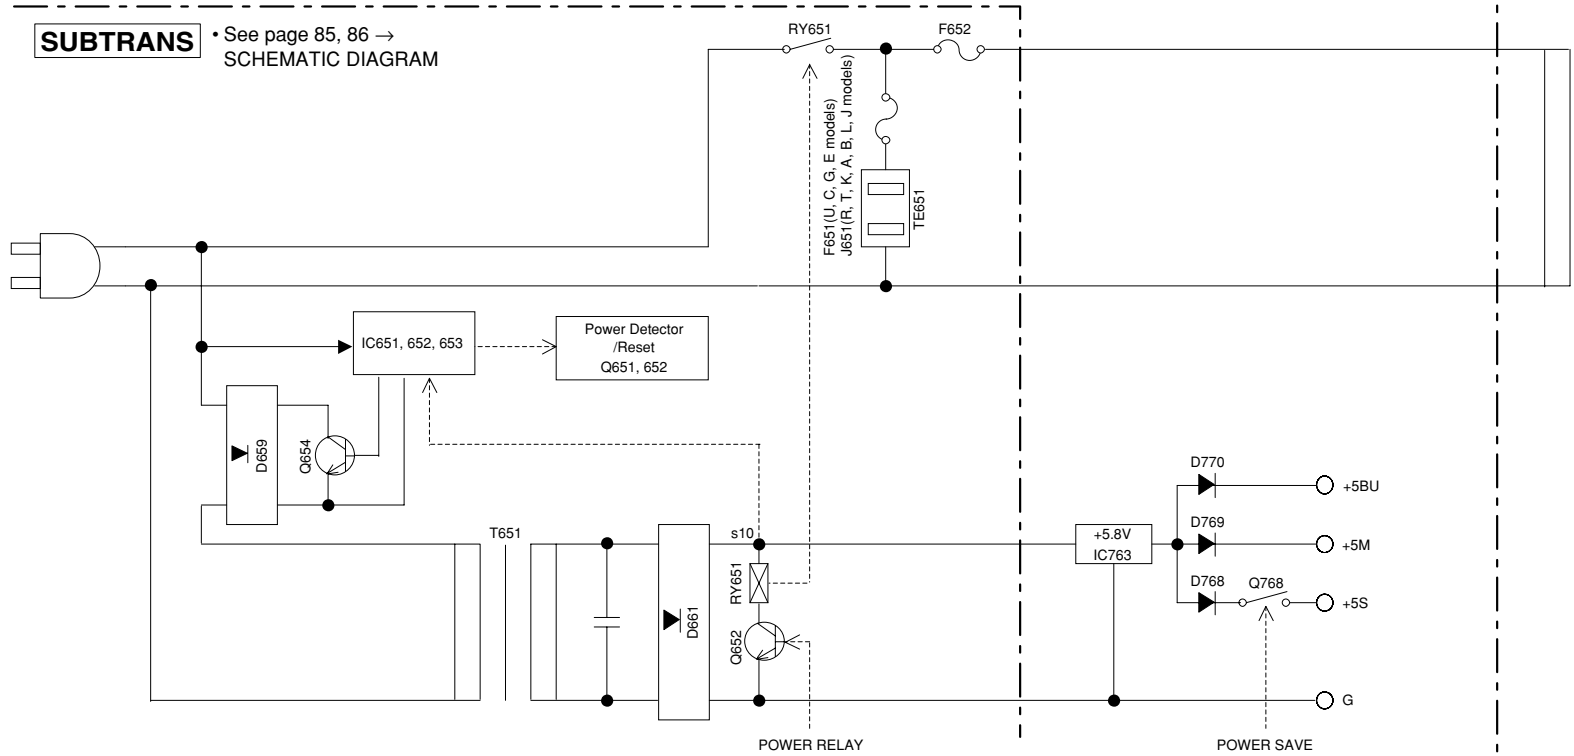 SUBTRANS
• See page 85, 86 →
SCHEMATIC DIAGRAM
RY651
F652
F651(U, C, G, E models)
J651(R, T, K, A, B, L, J models)
TE651
IC651, 652, 653
Power Detector
/Reset
Q651, 652
D659
Q654
T651
s10
RY651
D661
Q652
POWER RELAY
+5.8V
IC763
D770
+5BU
D769
+5M
D768
Q768
+5S
G
POWER SAVE